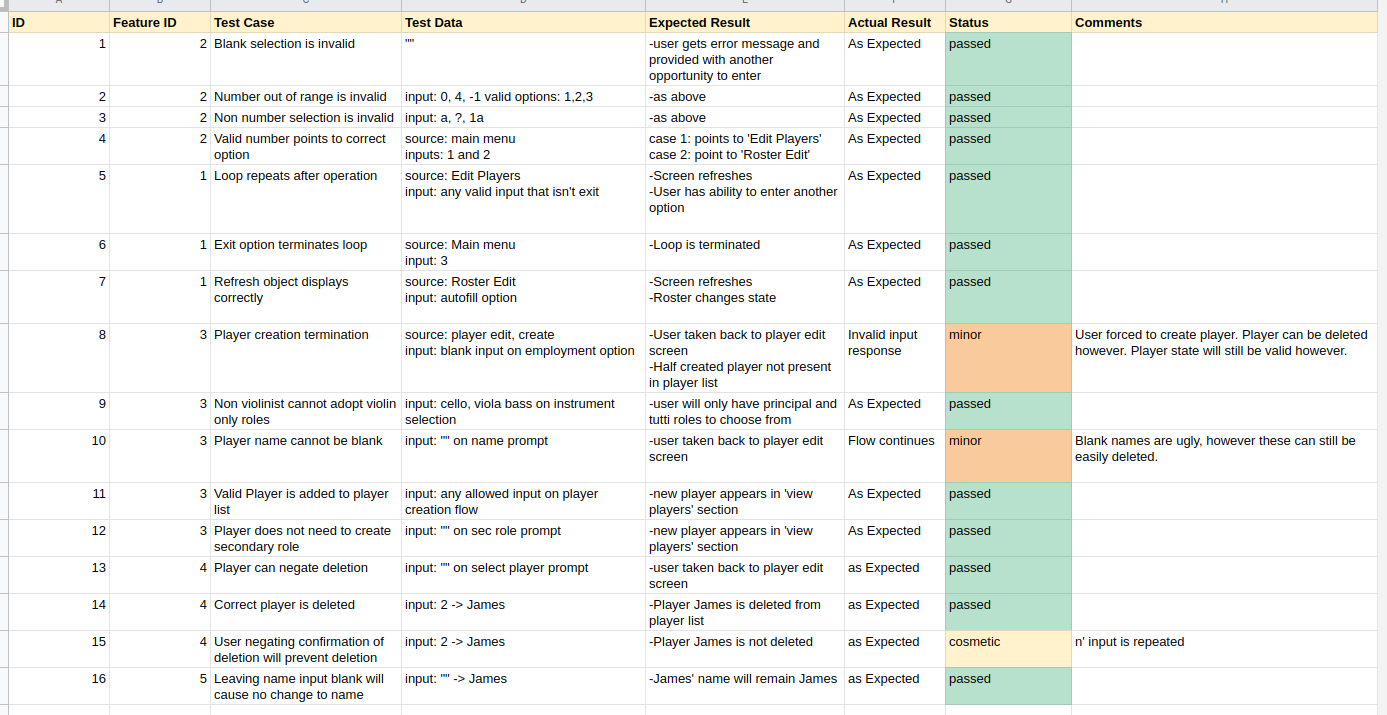 ID Feature ID Test Case Test Data Expected Result Actual Result Status Comments
1 2 Blank selection is invalid "" -user gets error message and As Expected passed
provided with another
opportunity to enter
2 2 Number out of range is invalid input: 0, 4, -1 valid options: 1,2,3 -as above As Expected passed
3 2 Non number selection is invalid input: a, ?, 1a -as above As Expected passed
4 2 Valid number points to correct source: main menu case 1: points to 'Edit Players' As Expected passed
option inputs: 1 and 2 case 2: point to 'Roster Edit'
5 1 Loop repeats after operation source: Edit Players -Screen refreshes As Expected passed
input: any valid input that isn't exit -User has ability to enter another
option
6 1 Exit option terminates loop source: Main menu -Loop is terminated As Expected passed
input: 3
7 1 Refresh object displays source: Roster Edit -Screen refreshes As Expected passed
correctly input: autofill option -Roster changes state
8 3 Player creation termination source: player edit, create -User taken back to player edit Invalid input minor User forced to create player. Player can be deleted
input: blank input on employment option screen response however. Player state will still be valid however.
-Half created player not present
in player list
9 3 Non violinist cannot adopt violin input: cello, viola bass on instrument -user will only have principal and As Expected passed
only roles selection tutti roles to choose from
10 3 Player name cannot be blank input: "" on name prompt -user taken back to player edit Flow continues minor Blank names are ugly, however these can still be
screen easily deleted.
11 3 Valid Player is added to player input: any allowed input on player -new player appears in 'view As Expected passed
list creation flow players' section
12 3 Player does not need to create input: "" on sec role prompt -new player appears in 'view As Expected passed
secondary role players' section
13 4 Player can negate deletion input: "" on select player prompt -user taken back to player edit as Expected passed
screen
14 4 Correct player is deleted input: 2 -> James -Player James is deleted from as Expected passed
player list
15 4 User negating confirmation of input: 2 -> James -Player James is not deleted as Expected cosmetic n' input is repeated
deletion will prevent deletion
16 5 Leaving name input blank will input: "" -> James -James' name will remain James as Expected passed
cause no change to name